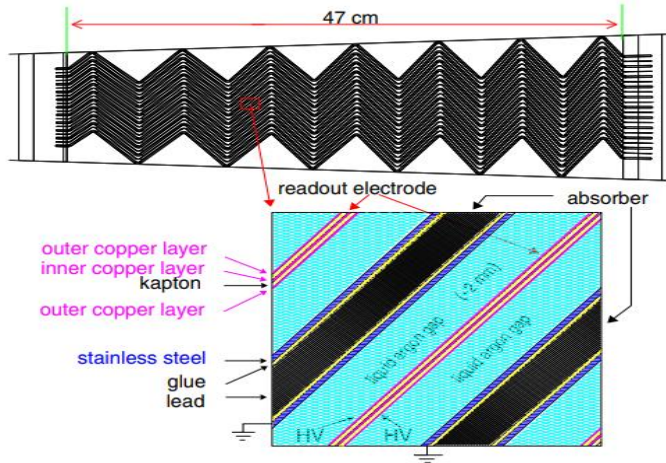 47 cm
readout electrode
absorber
outer copper layer
inner copper layer
kapton
outer copper layer
(~2 mm)
stainless steel
glue
lead
liquid argon gap
liquid argon gap
HV
HV